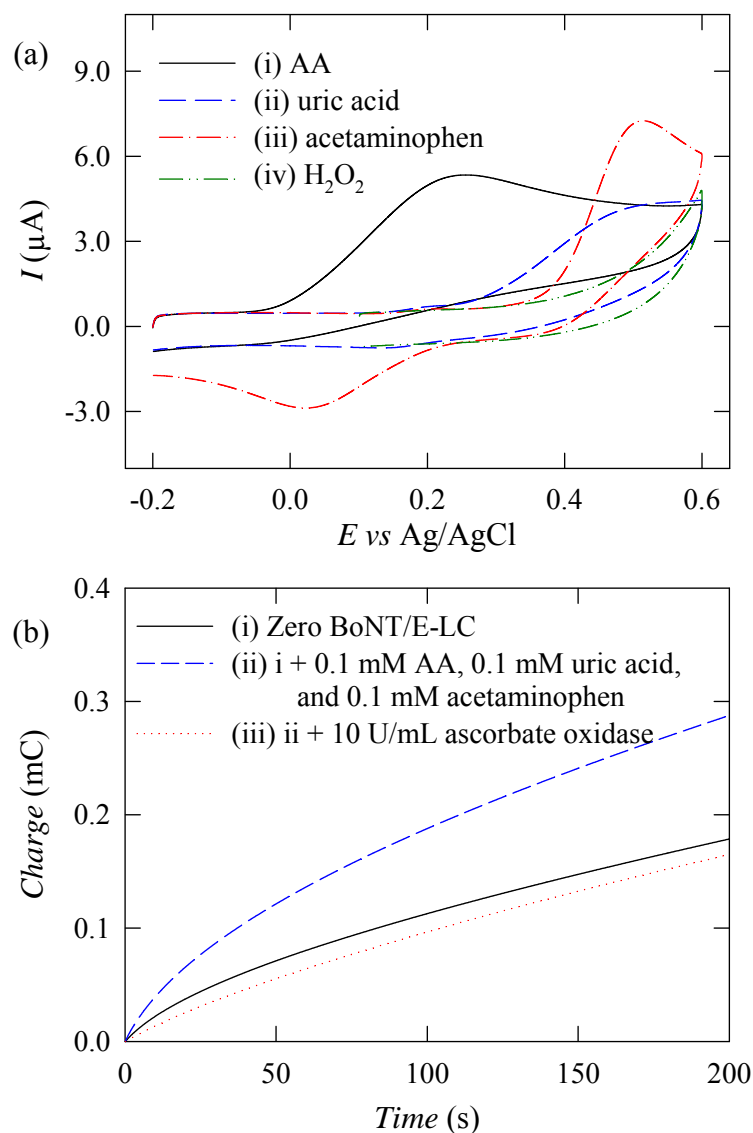 (a)
9.0
6.0
3.0
0.0
-3.0
I (μA)
(i) AA
(ii) uric acid
(iii) acetaminophen
(iv) H₂O₂
-0.2 0.0 0.2 0.4 0.6
E vs Ag/AgCl
(b)
0.4
0.3
0.2
0.1
0.0
Charge (mC)
(i) Zero BoNT/E-LC
(ii) i + 0.1 mM AA, 0.1 mM uric acid,
and 0.1 mM acetaminophen
(iii) ii + 10 U/mL ascorbate oxidase
0 50 100 150 200
Time (s)